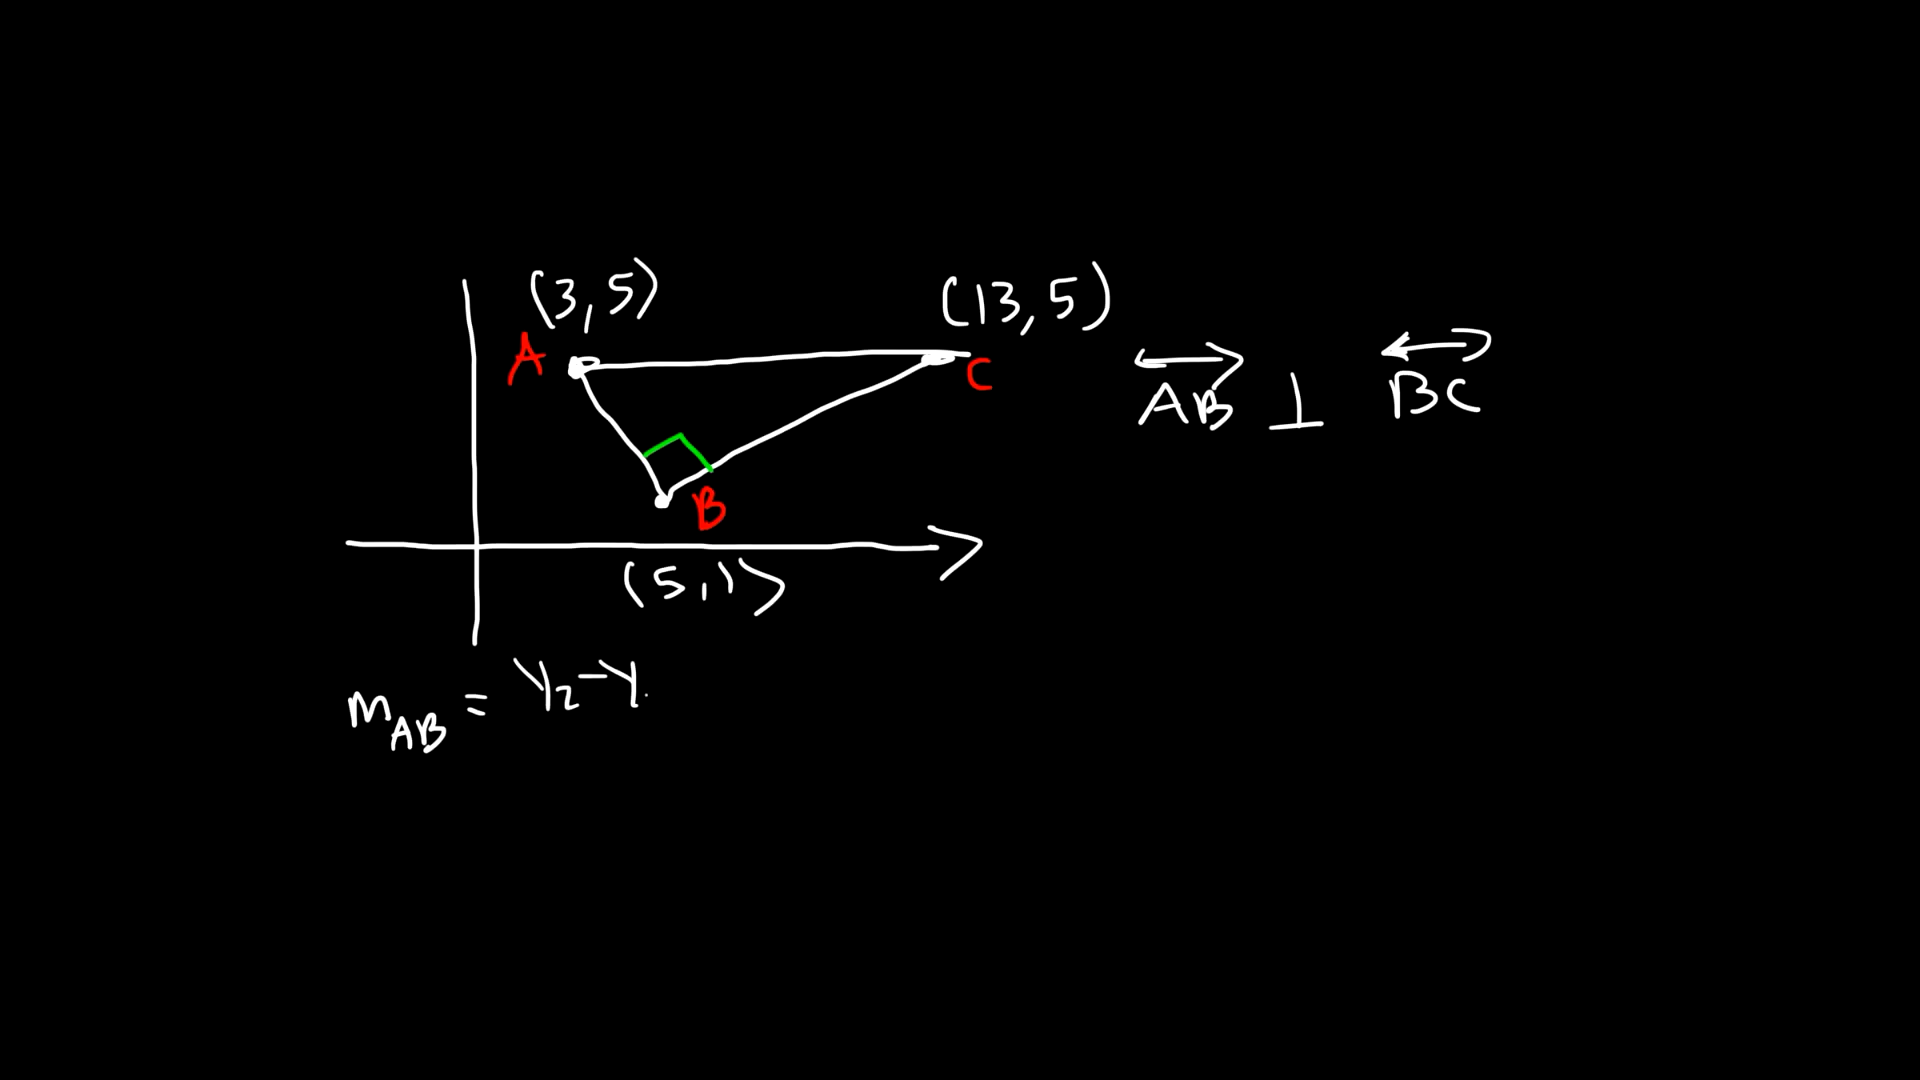 (3,5) (13,5)
A C
AB ⊥ BC
B
(5,1)
m_AB = Y₂-Y